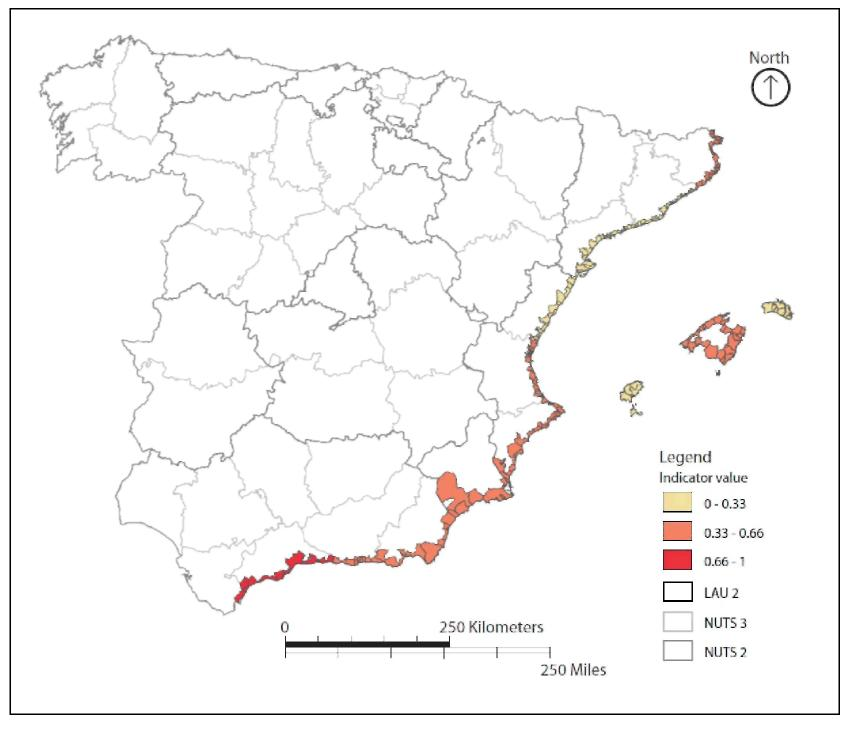 North
Legend
Indicator value
0 - 0.33
0.33 - 0.66
0.66 - 1
LAU 2
NUTS 3
NUTS 2
0 250 Kilometers
250 Miles